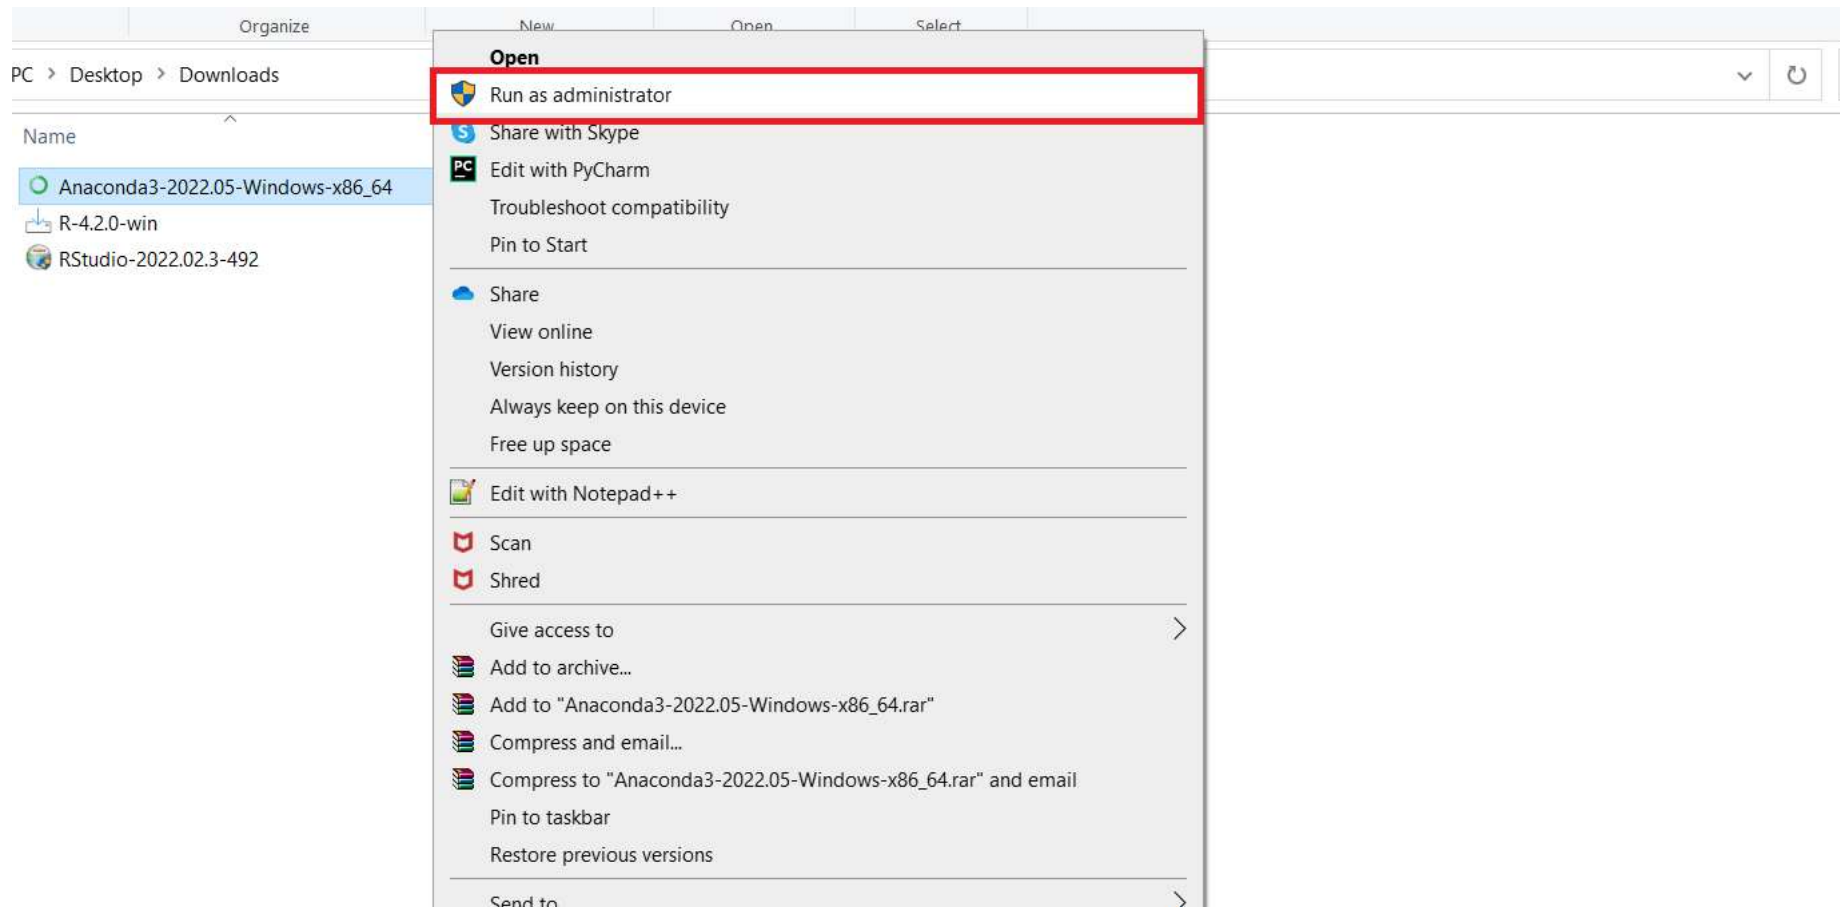 Organize New Open Select
PC > Desktop > Downloads
Name
Anaconda3-2022.05-Windows-x86_64
R-4.2.0-win
RStudio-2022.02.3-492
Open
Run as administrator
Share with Skype
Edit with PyCharm
Troubleshoot compatibility
Pin to Start
Share
View online
Version history
Always keep on this device
Free up space
Edit with Notepad++
Scan
Shred
Give access to
Add to archive...
Add to "Anaconda3-2022.05-Windows-x86_64.rar"
Compress and email...
Compress to "Anaconda3-2022.05-Windows-x86_64.rar" and email
Pin to taskbar
Restore previous versions
Send to